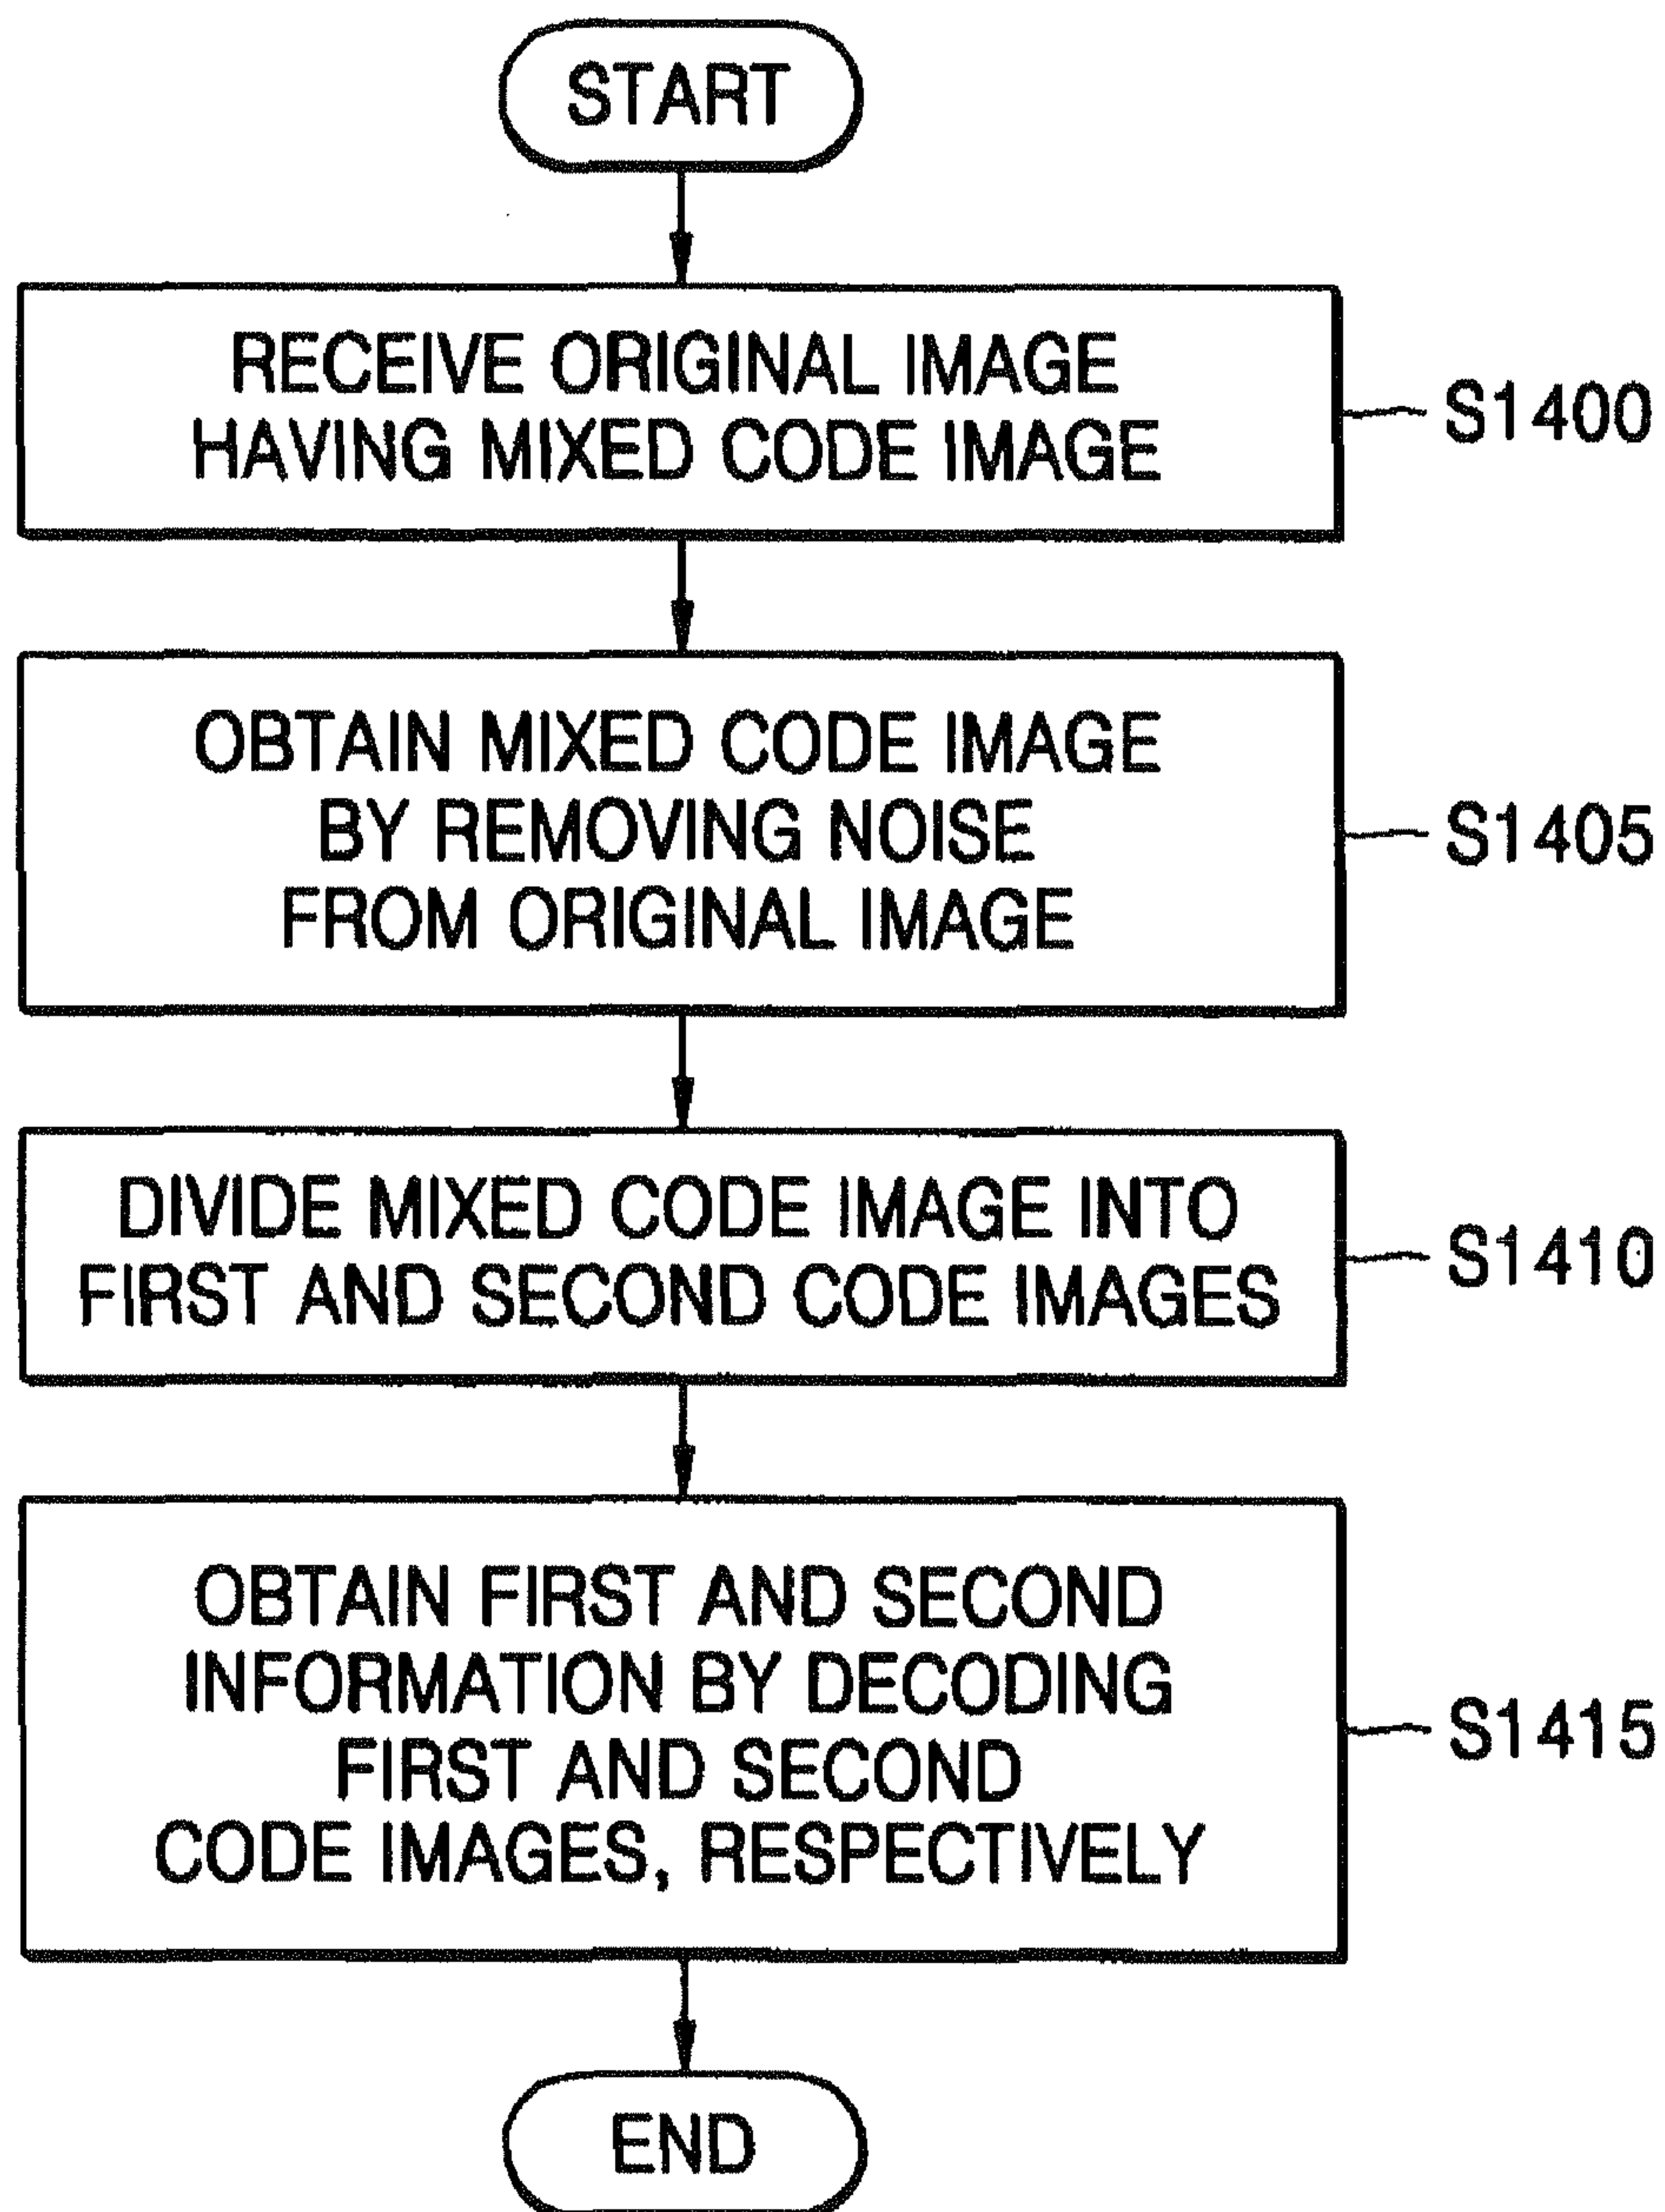 START
RECEIVE ORIGINAL IMAGE
HAVING MIXED CODE IMAGE
S1400
OBTAIN MIXED CODE IMAGE
BY REMOVING NOISE
FROM ORIGINAL IMAGE
S1405
DIVIDE MIXED CODE IMAGE INTO
FIRST AND SECOND CODE IMAGES
S1410
OBTAIN FIRST AND SECOND
INFORMATION BY DECODING
FIRST AND SECOND
CODE IMAGES, RESPECTIVELY
S1415
END